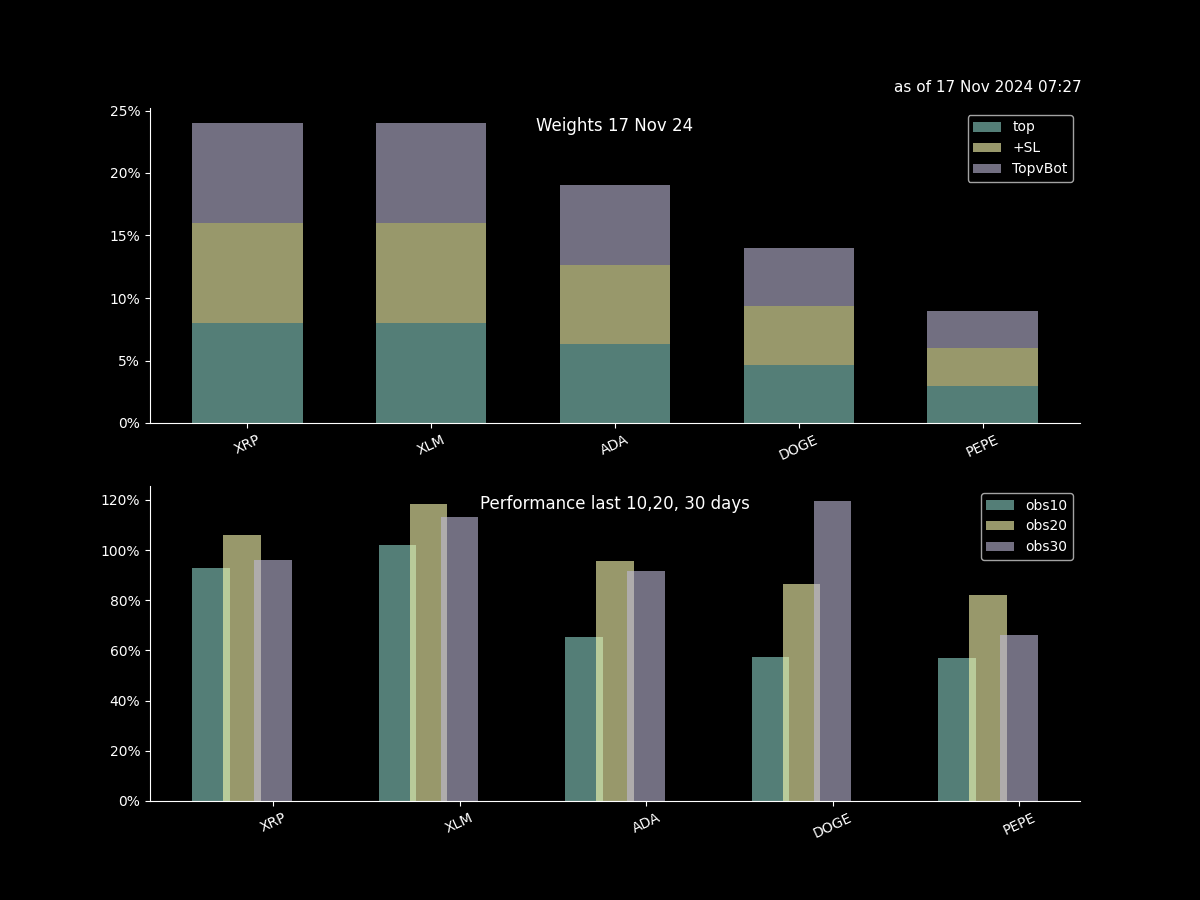 as of 17 Nov 2024 07:27
Weights 17 Nov 24
top
+SL
TopvBot
25%
20%
15%
10%
5%
0%
XRP
XLM
ADA
DOGE
PEPE
Performance last 10,20, 30 days
obs10
obs20
obs30
120%
100%
80%
60%
40%
20%
0%
XRP
XLM
ADA
DOGE
PEPE